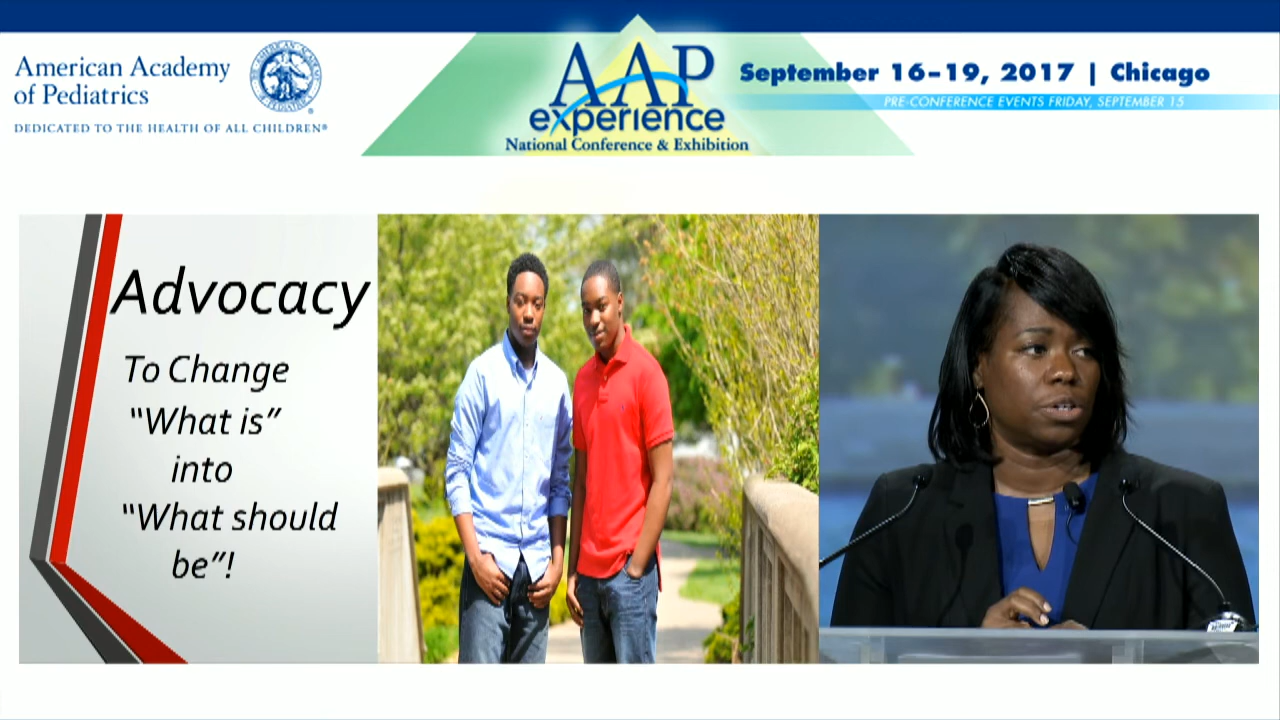 American Academy
of Pediatrics
DEDICATED TO THE HEALTH OF ALL CHILDREN®
AAP
experience
National Conference & Exhibition
September 16–19, 2017 | Chicago
PRE-CONFERENCE EVENTS FRIDAY, SEPTEMBER 15
Advocacy
To Change
“What is”
into
“What should
be”!